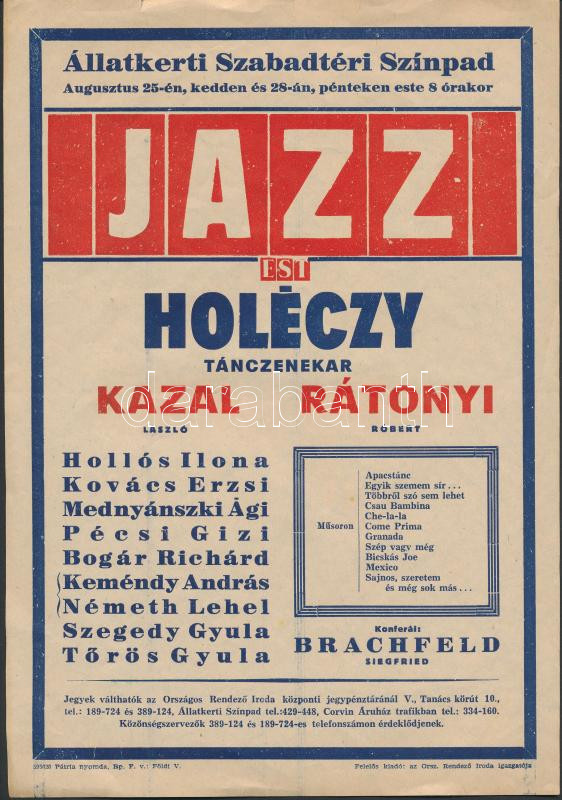 Állatkerti Szabadtéri Színpad
Augusztus 25-én, kedden és 28-án, pénteken este 8 órakor
JAZZ
EST
HOLÉCZY
TÁNCZENEKAR
KAZAL RÁTONYI
LÁSZLÓ RÓBERT
darabanth
Hollós Ilona
Kovács Erzsi
Mednyánszki Ági
Pécsi Gizi
Bogár Richárd
Keméndy András
Németh Lehel
Szegedy Gyula
Törös Gyula
Műsoron
Apacstánc
Egyik szemem sír...
Többről szó sem lehet
Csau Bambina
Che-la-la
Come Prima
Granada
Szép vagy még
Bicskás Joe
Mexico
Sajnos, szeretem
és még sok más...
Konferál:
BRACHFELD
SIEGFRIED
Jegyek válthatók az Országos Rendező Iroda központi jegypénztáránál V., Tanács körút 10.,
tel.: 189-724 és 389-124, Állatkerti Színpad tel.:429-448, Corvin Áruház trafikban tel.: 334-160.
Közönségszervezők 389-124 és 189-724-es telefonszámon érdeklődjenek.
Pátria nyomda, Bp. F. v.: Földi V.
Felelős kiadó: az Orsz. Rendező Iroda igazgatója